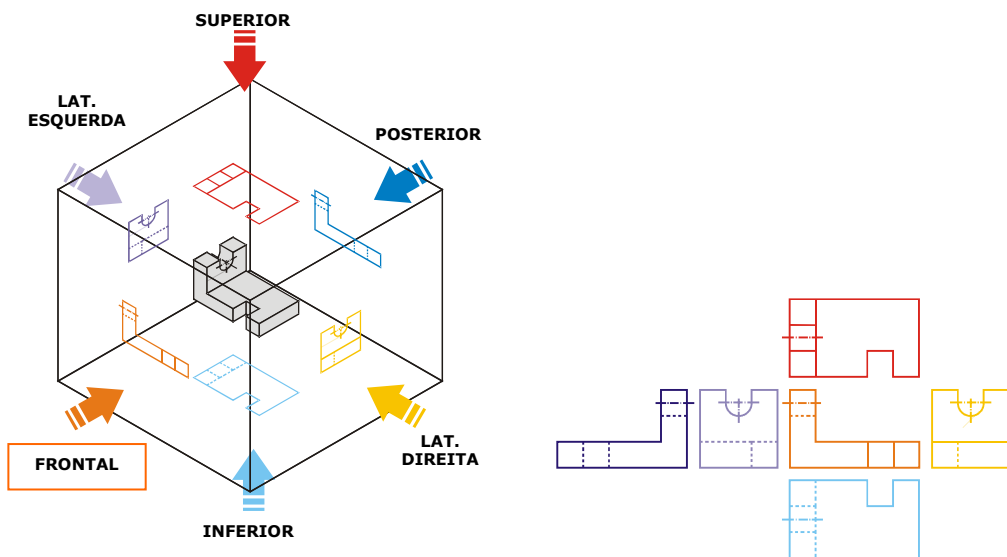 SUPERIOR
LAT.
ESQUERDA
POSTERIOR
FRONTAL
LAT.
DIREITA
INFERIOR